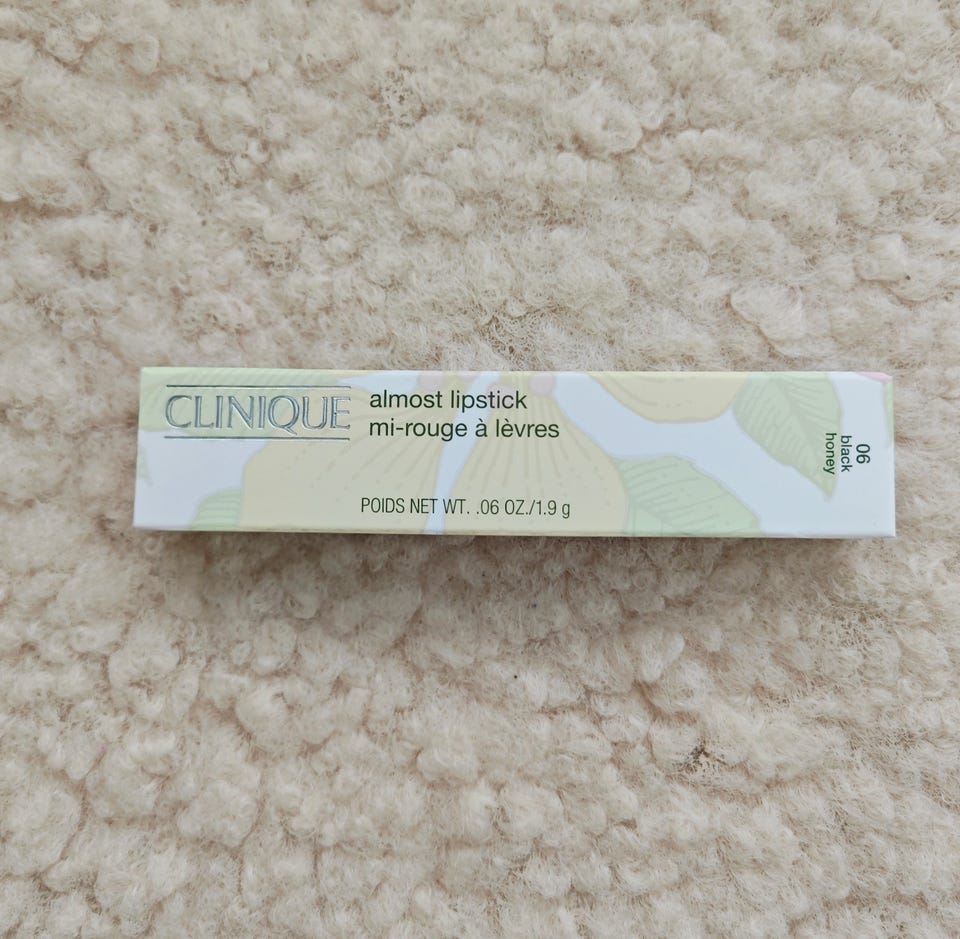 CLINIQUE
almost lipstick
mi-rouge à lèvres
POIDS NET WT. .06 OZ./1.9 g
06
black
honey